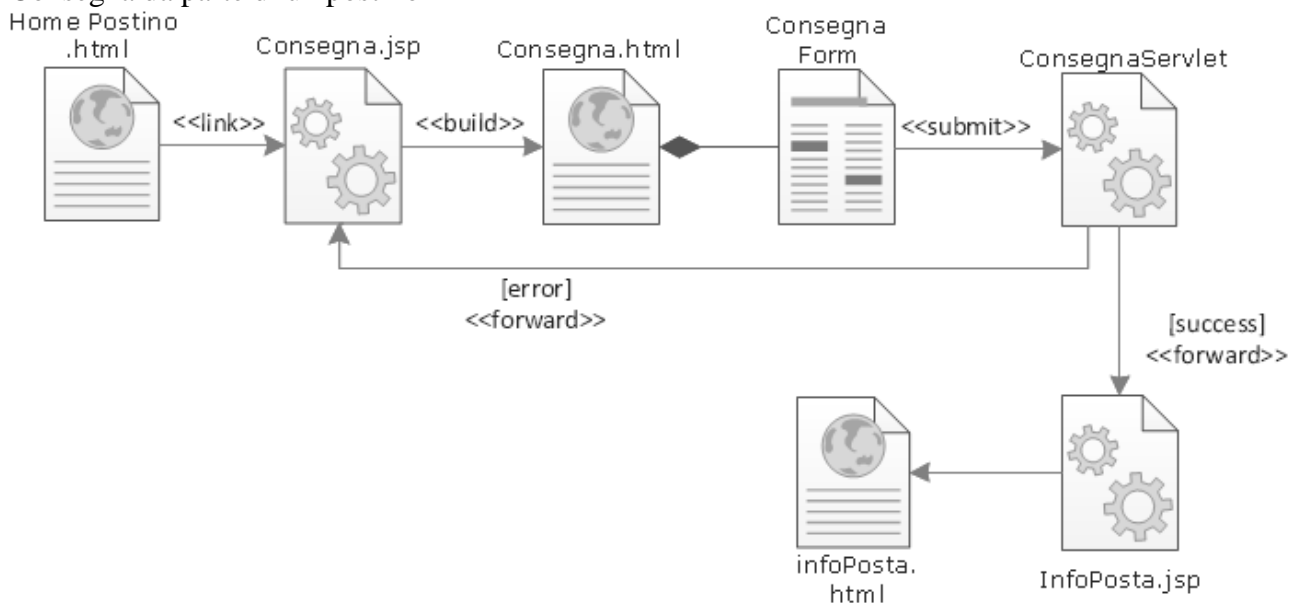 Home Postino
.html
Consegna.jsp
Consegna.html
Consegna
Form
ConsegnaServlet
<<link>>
<<build>>
<<submit>>
[error]
<<forward>>
[success]
<<forward>>
infoPosta.
html
InfoPosta.jsp